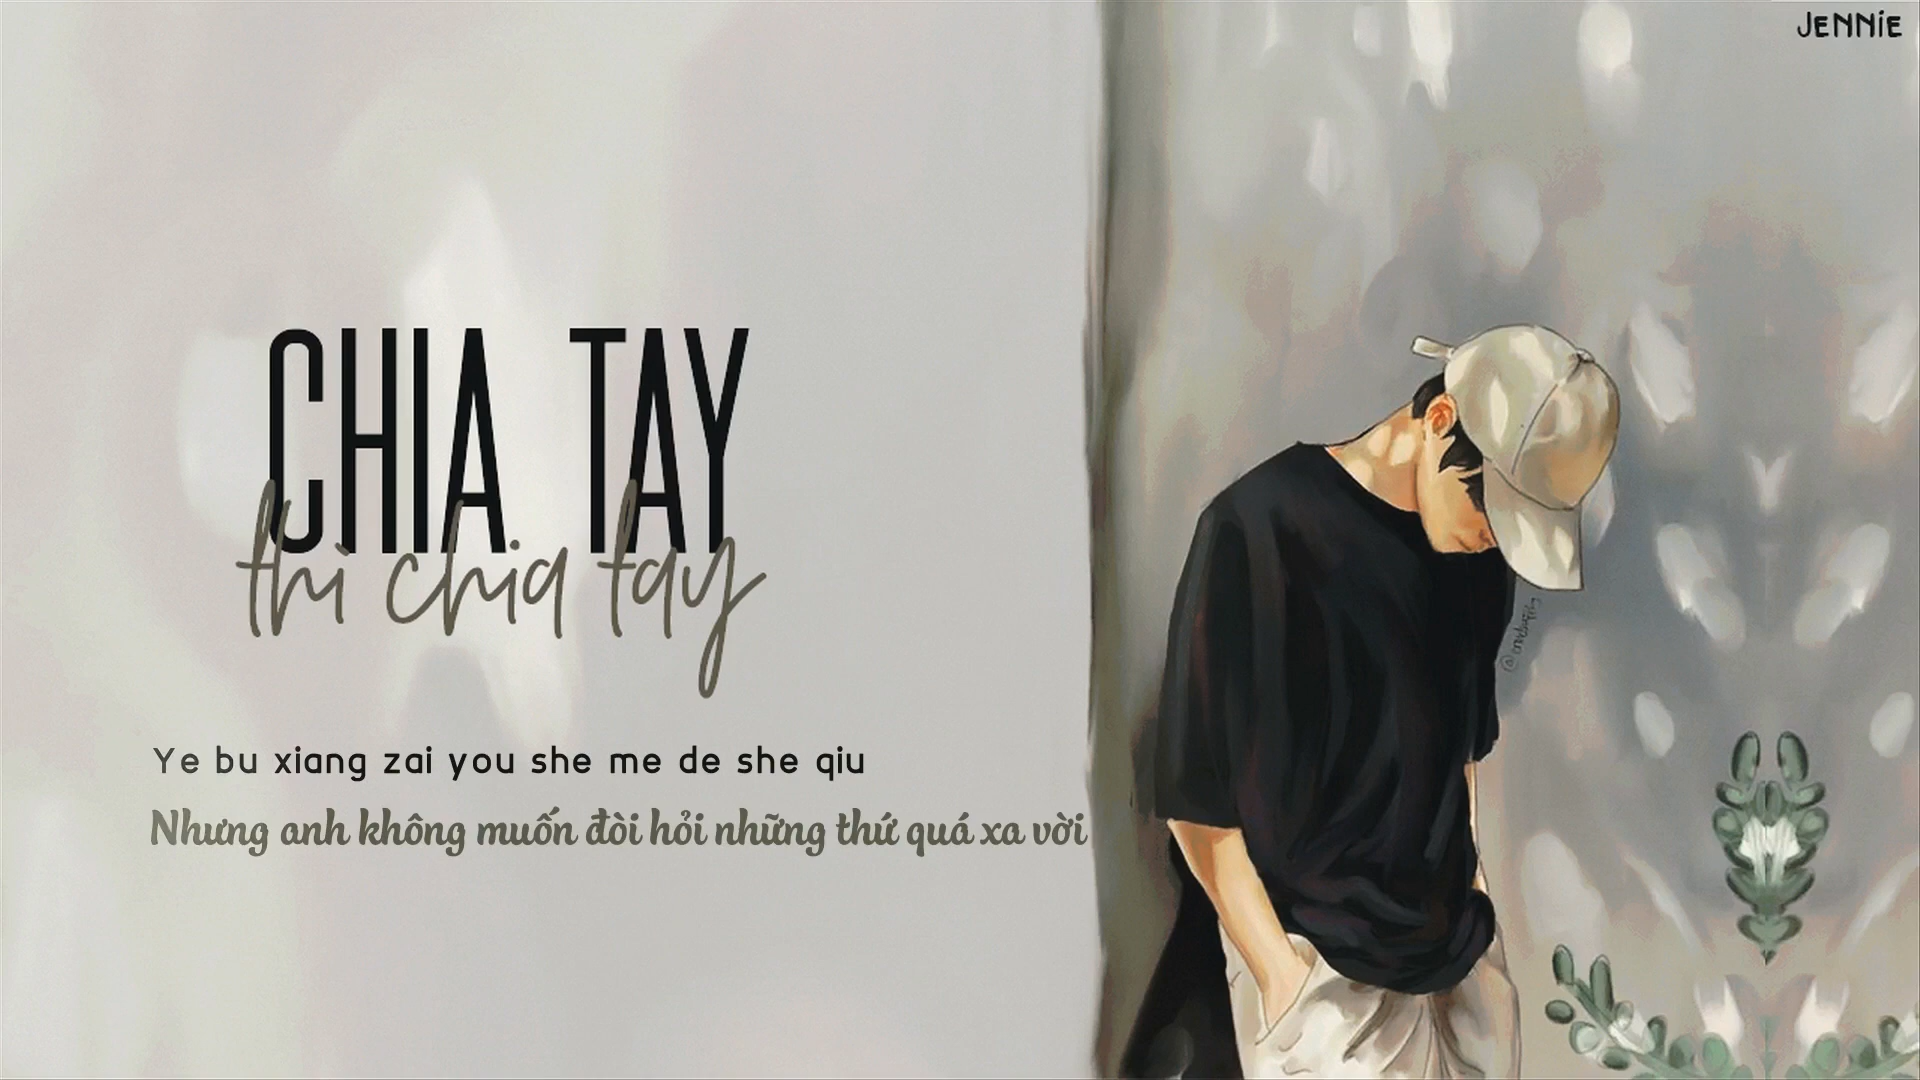 JENNiE
CHIA TAY
thì chia tay
Ye bu xiang zai you she me de she qiu
Nhưng anh không muốn đòi hỏi những thứ quá xa vời